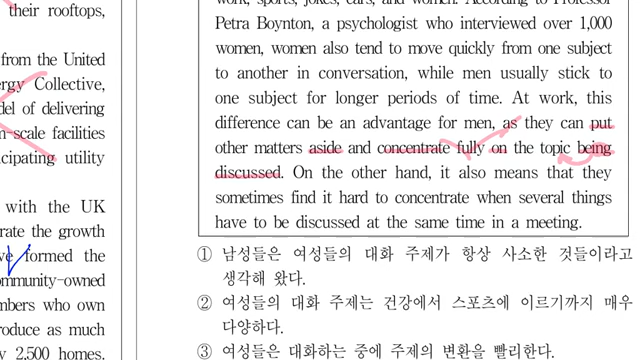 their rooftops,
from the United
ergy Collective,
del of delivering
n-scale facilities
cipating utility
with the UK
rate the growth
ve formed the
mmunity-owned
mbers who own
roduce as much
y 2,500 homes.
work, sports, jokes, cars, and women. According to Professor
Petra Boynton, a psychologist who interviewed over 1,000
women, women also tend to move quickly from one subject
to another in conversation, while men usually stick to
one subject for longer periods of time. At work, this
difference can be an advantage for men, as they can put
other matters aside and concentrate fully on the topic being
discussed. On the other hand, it also means that they
sometimes find it hard to concentrate when several things
have to be discussed at the same time in a meeting.
① 남성들은 여성들의 대화 주제가 항상 사소한 것들이라고
생각해 왔다.
② 여성들의 대화 주제는 건강에서 스포츠에 이르기까지 매우
다양하다.
③ 여성들은 대화하는 중에 주제의 변환을 빨리한다.